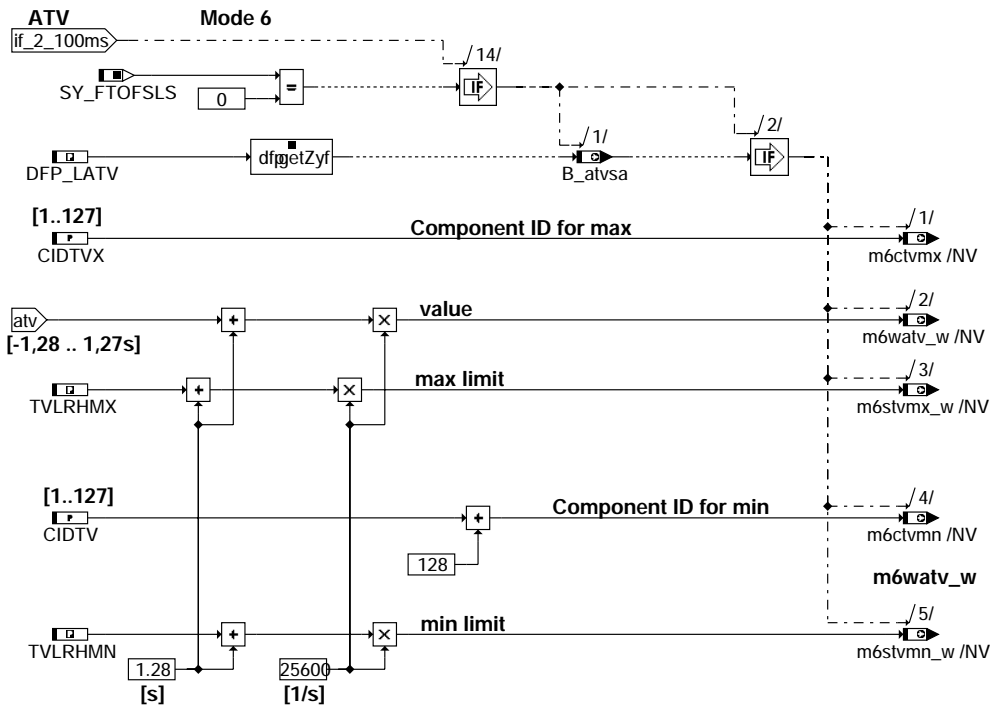 ATV
Mode 6
if_2_100ms
/14/
IF
SY_FTOFSLS
=
0
/2/
/1/
IF
dfpgetZyf
DFP_LATV
B_atvsa
[1..127]
P
CIDTVX
Component ID for max
/1/
m6ctvmx /NV
atv
+
×
value
/2/
[-1,28 .. 1,27s]
m6watv_w /NV
max limit
/3/
+
×
TVLRHMX
m6stvmx_w /NV
[1..127]
P
CIDTV
+
Component ID for min
/4/
128
m6ctvmn /NV
m6watv_w
+
×
min limit
/5/
TVLRHMN
m6stvmn_w /NV
1.28
25600
[s]
[1/s]